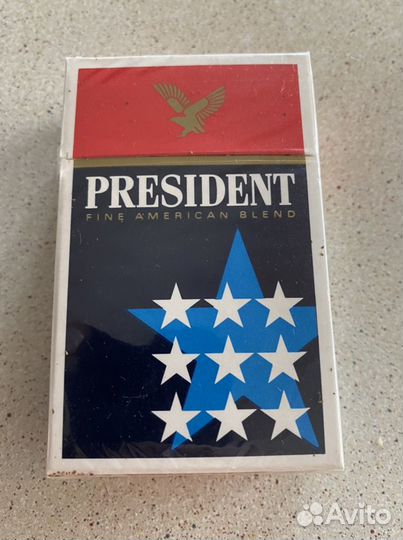 PRESIDENT
FINE AMERICAN BLEND
Avito